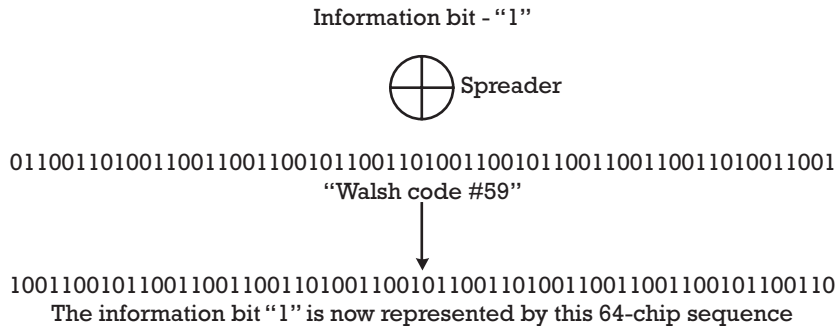 Information bit - “1”
Spreader
0110011010011001100110010110011010011001011001100110011010011001
“Walsh code #59”
1001100101100110011001101001100101100110100110011001100101100110
The information bit “1” is now represented by this 64-chip sequence